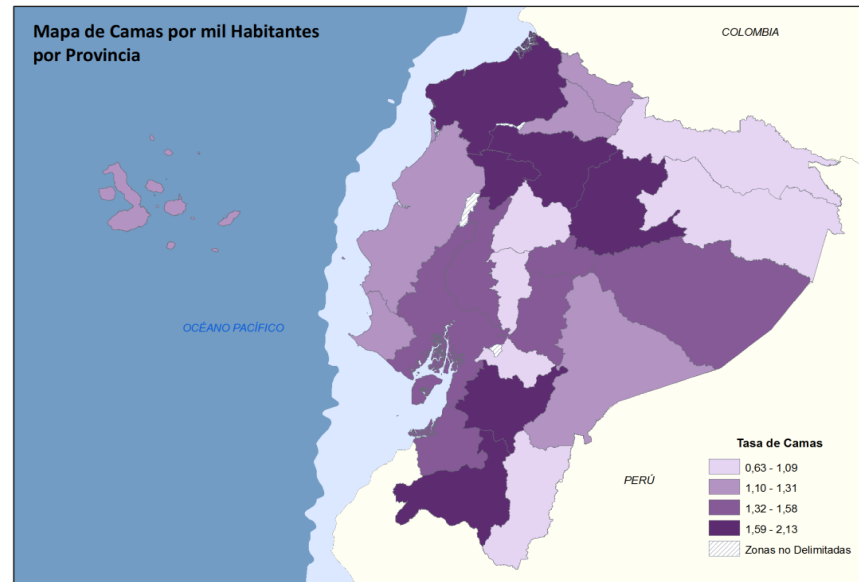 Mapa de Camas por mil Habitantes
por Provincia
COLOMBIA
OCÉANO PACÍFICO
PERÚ
Tasa de Camas
0,63 - 1,09
1,10 - 1,31
1,32 - 1,58
1,59 - 2,13
Zonas no Delimitadas